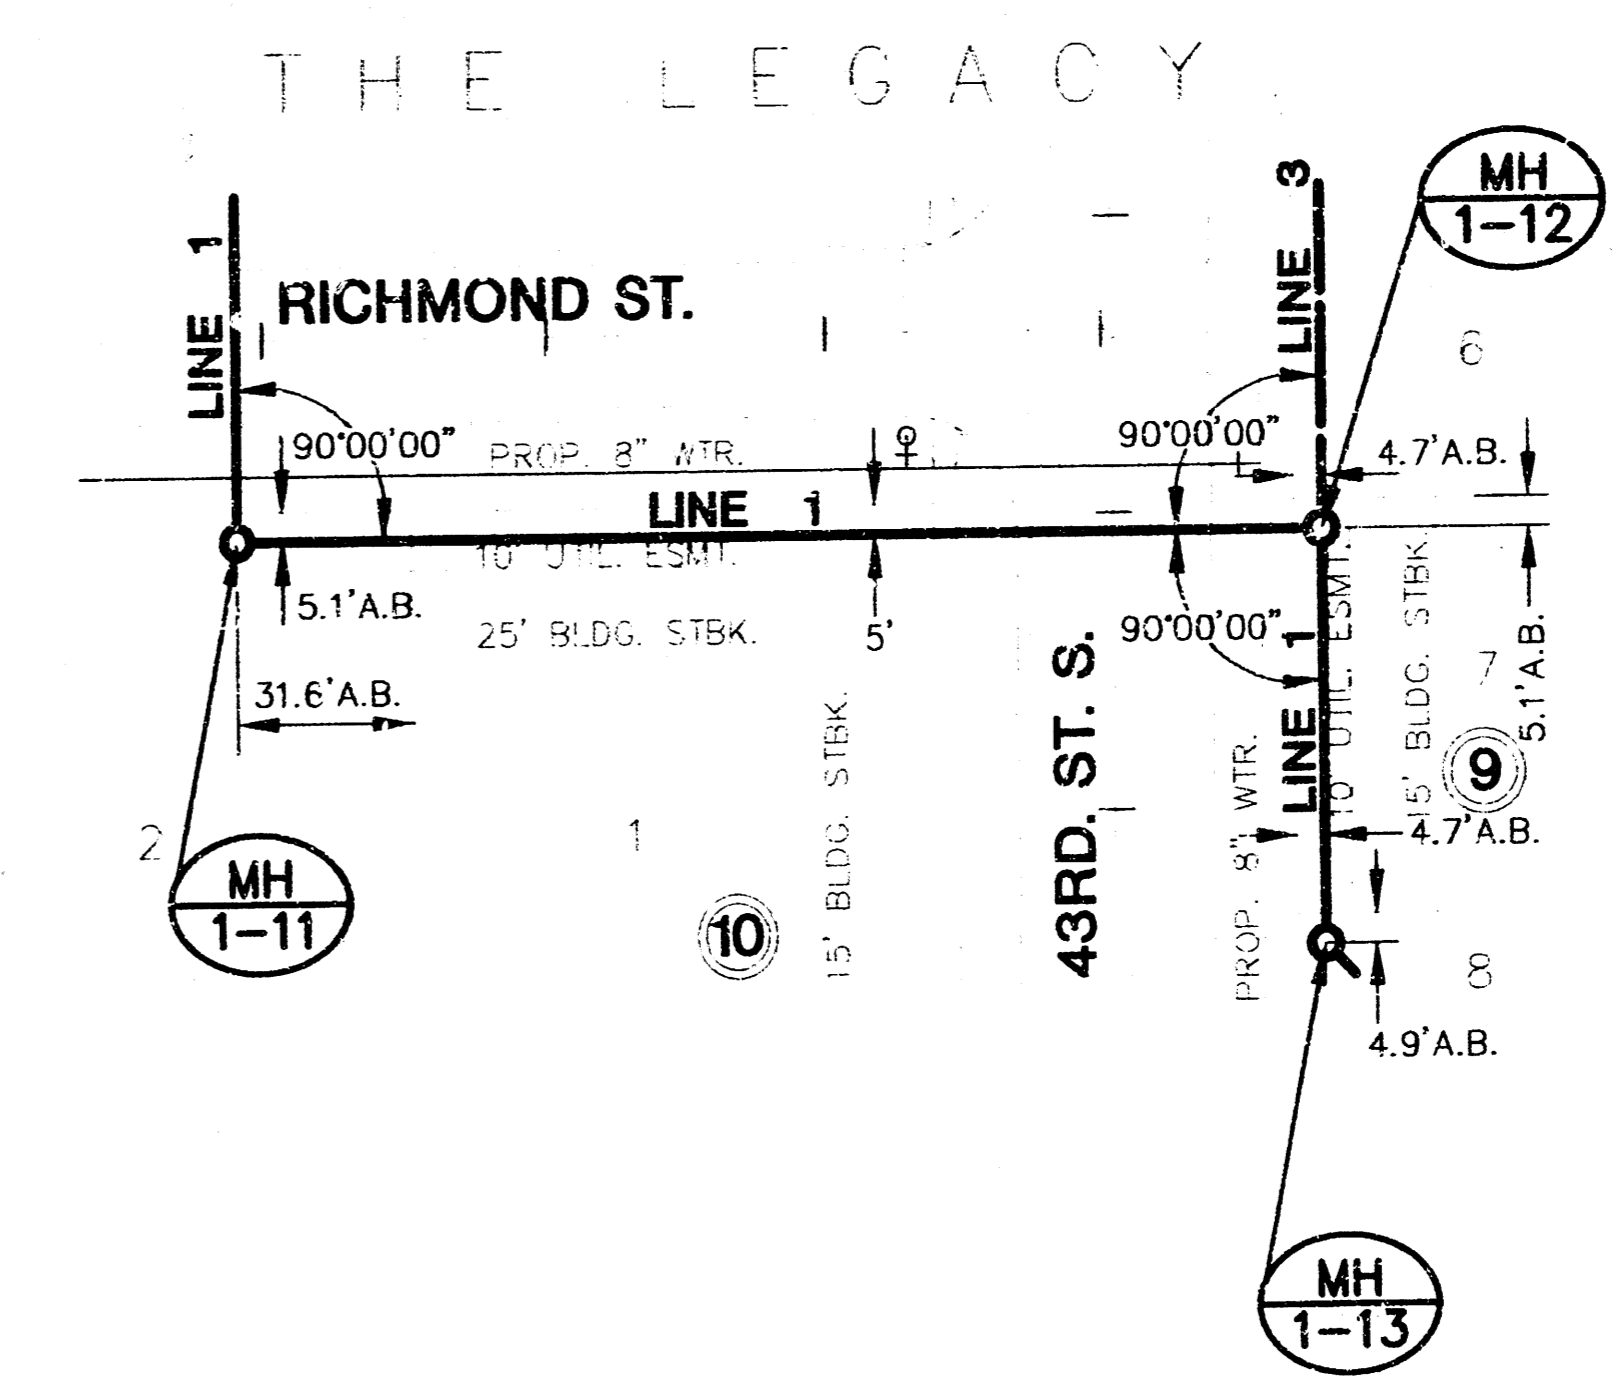 THE LEGACY
MH
1-12
LINE 1
RICHMOND ST.
LINE 3
6
90°00'00"
PROP. 8" WTR.
90°00'00"
4.7'A.B.
LINE 1
10' UTIL. ESMT.
5.1'A.B.
25' BLDG. STBK.
5'
90°00'00"
LINE 1
10' UTIL. ESMT.
15' BLDG. STBK.
7
5.1'A.B.
31.6'A.B.
43RD. ST. S.
15' BLDG. STBK.
PROP. 8" WTR.
9
2
1
4.7'A.B.
MH
1-11
10
8
4.9'A.B.
MH
1-13